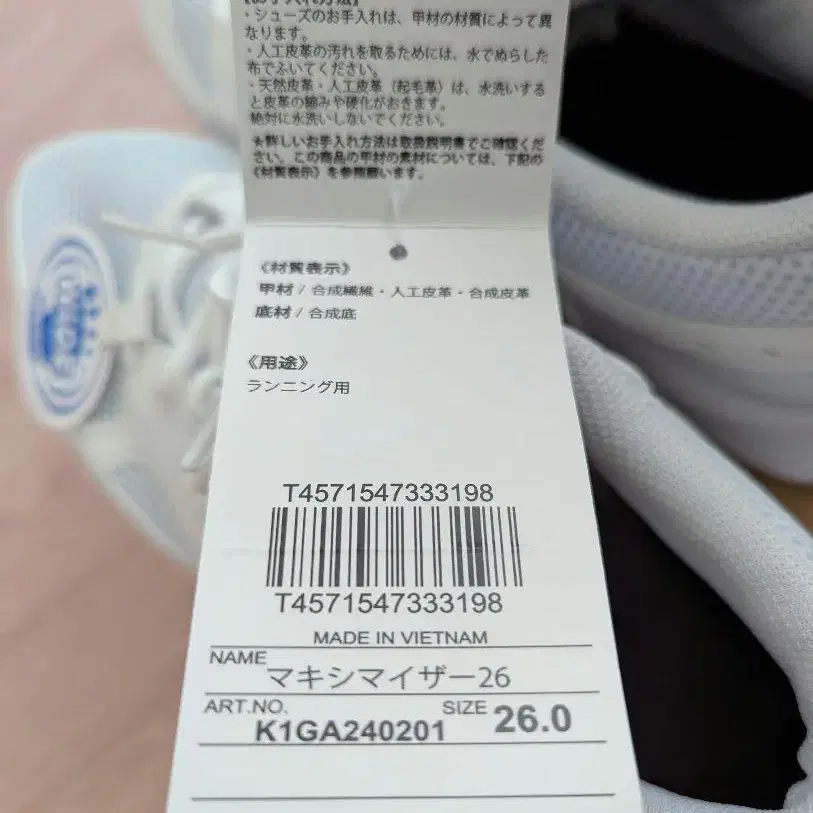 ・シューズのお手入れは、甲材の材質によって異
なります。
・人工皮革の汚れを取るためには、水でぬらした
布でふいてください。
・天然皮革・人工皮革（起毛革）は、水洗いする
と皮革の縮みや硬化がおきます。
絶対に水洗いしないでください。
★詳しいお手入れ方法は取扱説明書でご確認くだ
さい。この商品の甲材の素材については、下記の
《材質表示》を参照願います。
《材質表示》
甲材 / 合成繊維・人工皮革・合成皮革
底材 / 合成底
《用途》
ランニング用
T4571547333198
T4571547333198
MADE IN VIETNAM
NAME マキシマイザー26
ART.NO. K1GA240201 SIZE 26.0
WIDE